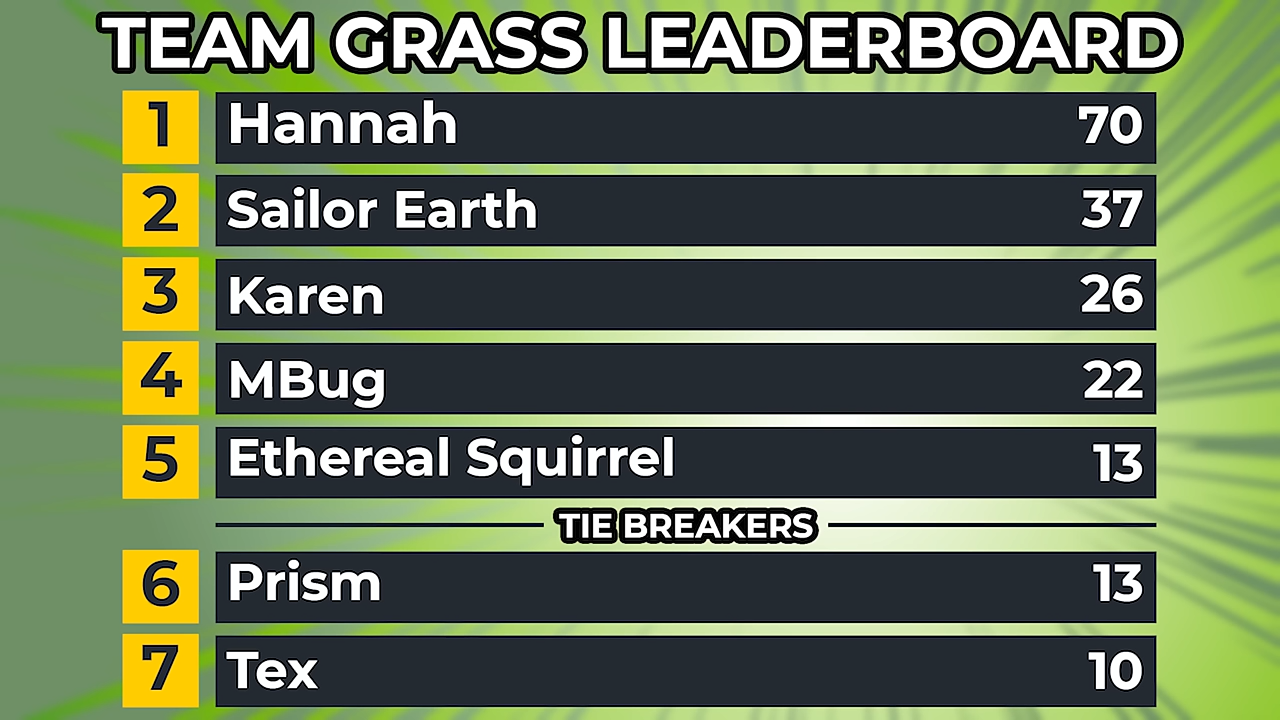 TEAM GRASS LEADERBOARD
1 Hannah 70
2 Sailor Earth 37
3 Karen 26
4 MBug 22
5 Ethereal Squirrel 13
TIE BREAKERS
6 Prism 13
7 Tex 10